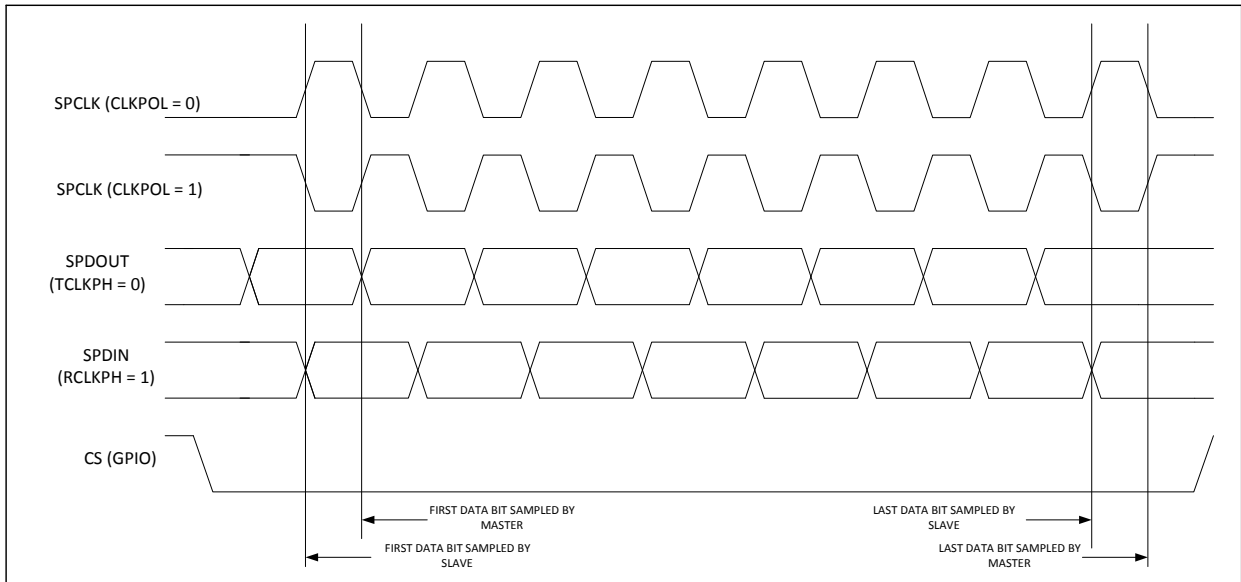 SPCLK (CLKPOL = 0)
SPCLK (CLKPOL = 1)
SPDOUT
(TCLKPH = 0)
SPDIN
(RCLKPH = 1)
CS (GPIO)
FIRST DATA BIT SAMPLED BY
MASTER
LAST DATA BIT SAMPLED BY
SLAVE
FIRST DATA BIT SAMPLED BY
SLAVE
LAST DATA BIT SAMPLED BY
MASTER